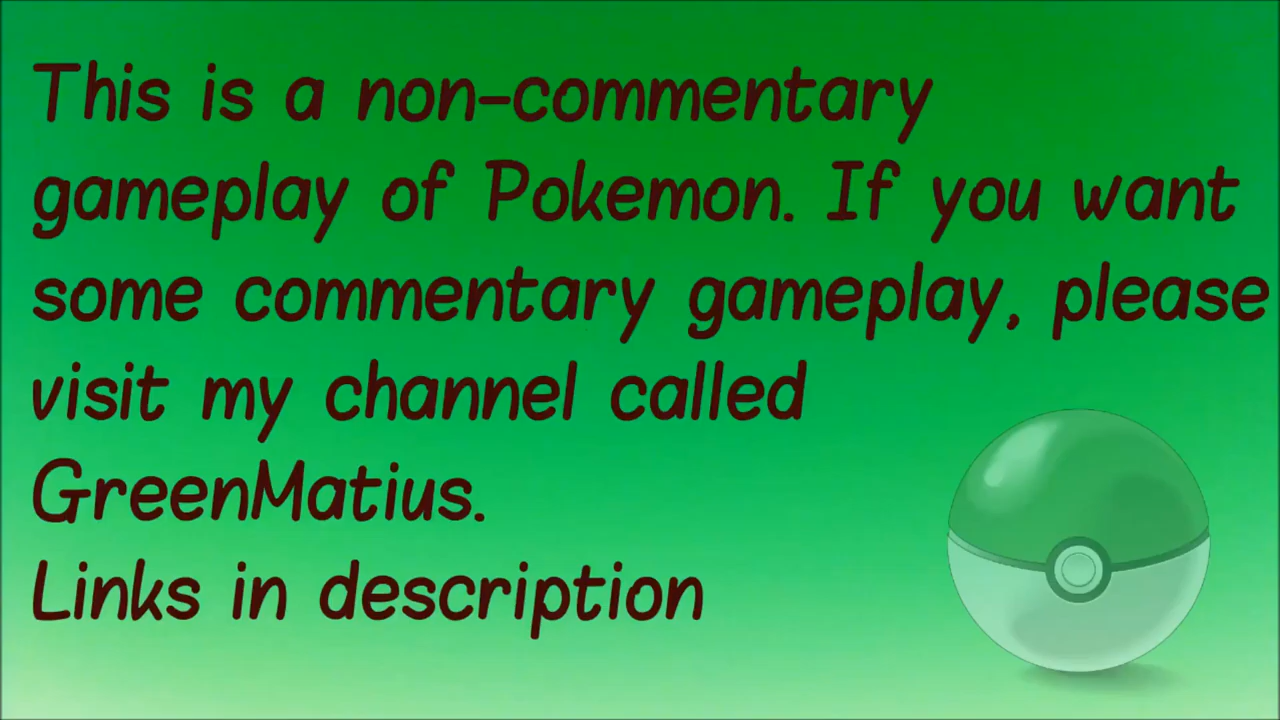 This is a non-commentary
gameplay of Pokemon. If you want
some commentary gameplay, please
visit my channel called
GreenMatius.
Links in description